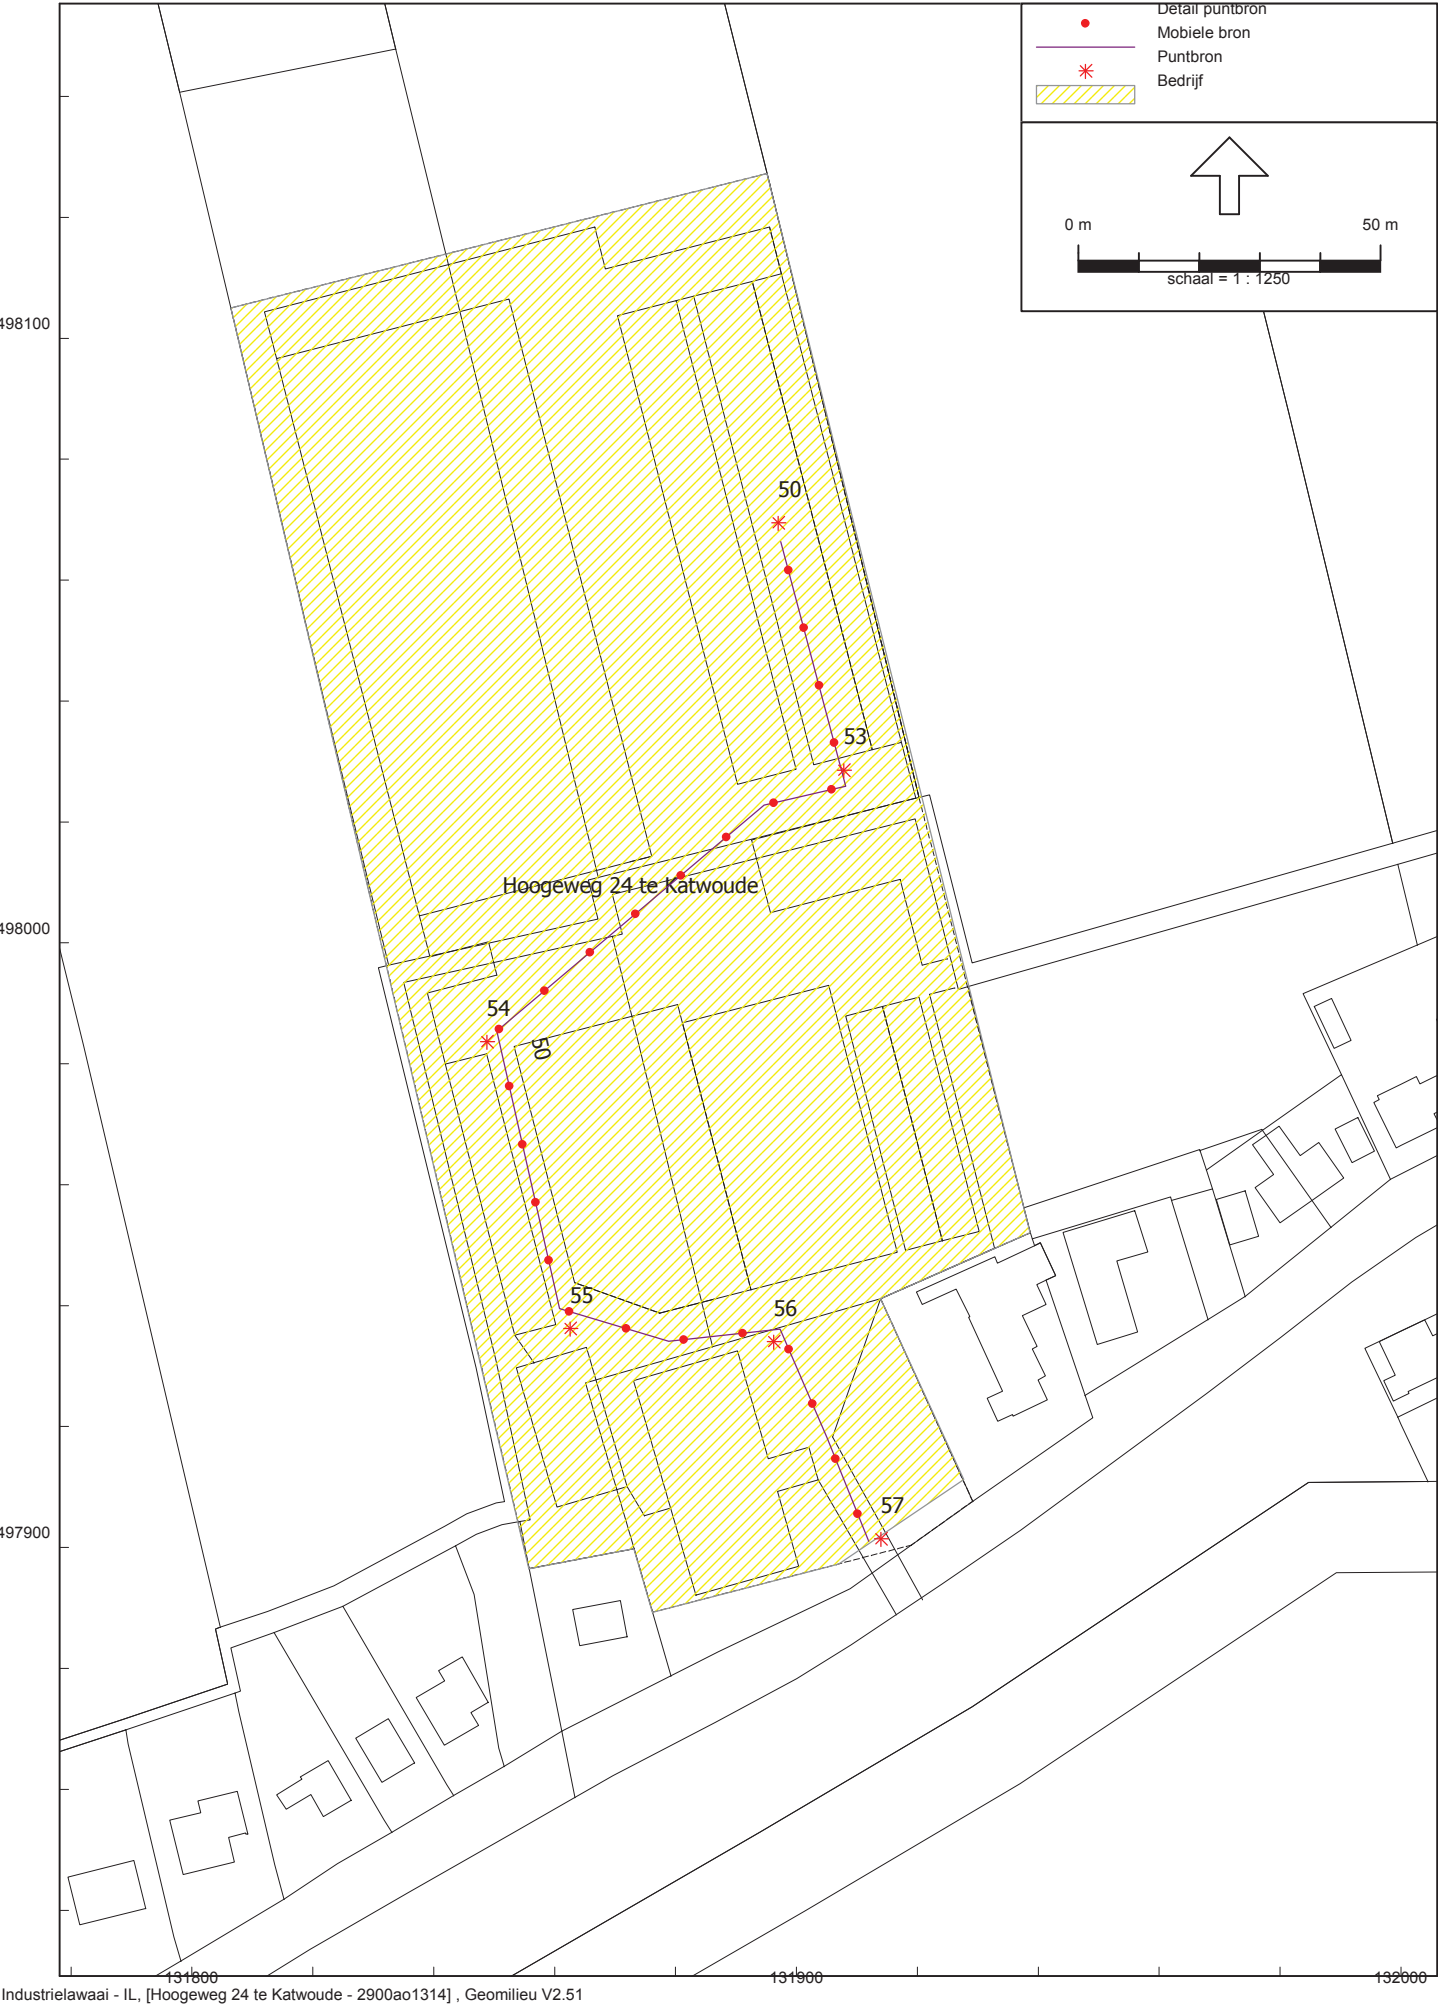 Detail puntbron
Mobiele bron
Puntbron
Bedrijf
0 m 50 m
schaal = 1 : 1250
498100
50
53
Hoogeweg 24 te Katwoude
498000
54
50
55
56
57
497900
131800 131900 132000
Industrielawaai - IL, [Hoogeweg 24 te Katwoude - 2900ao1314] , Geomilieu V2.51